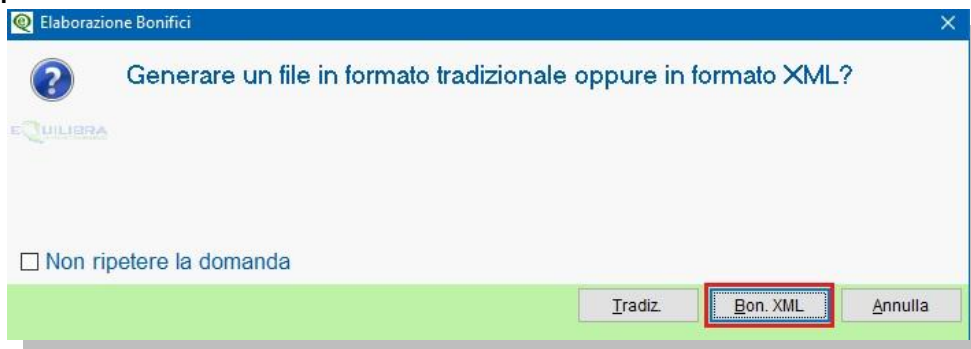 Elaborazione Bonifici
Generare un file in formato tradizionale oppure in formato XML?
EQUILIBRA
Non ripetere la domanda
Tradiz.
Bon. XML
Annulla